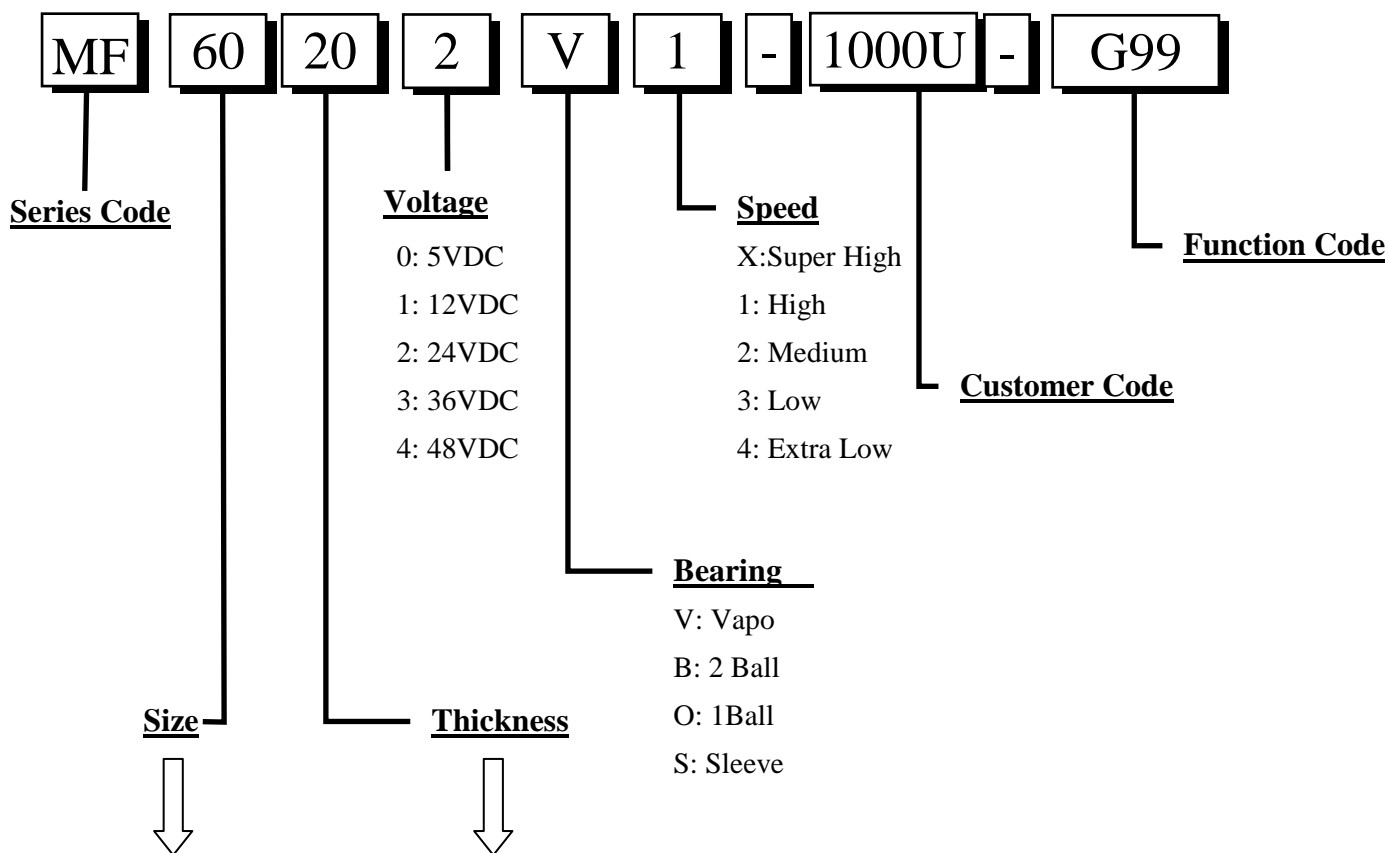 MF 60 20 2 V 1 - 1000U - G99
Series Code
Voltage
0: 5VDC
1: 12VDC
2: 24VDC
3: 36VDC
4: 48VDC
Speed
X:Super High
1: High
2: Medium
3: Low
4: Extra Low
Function Code
Customer Code
Bearing
V: Vapo
B: 2 Ball
O: 1Ball
S: Sleeve
Size
Thickness